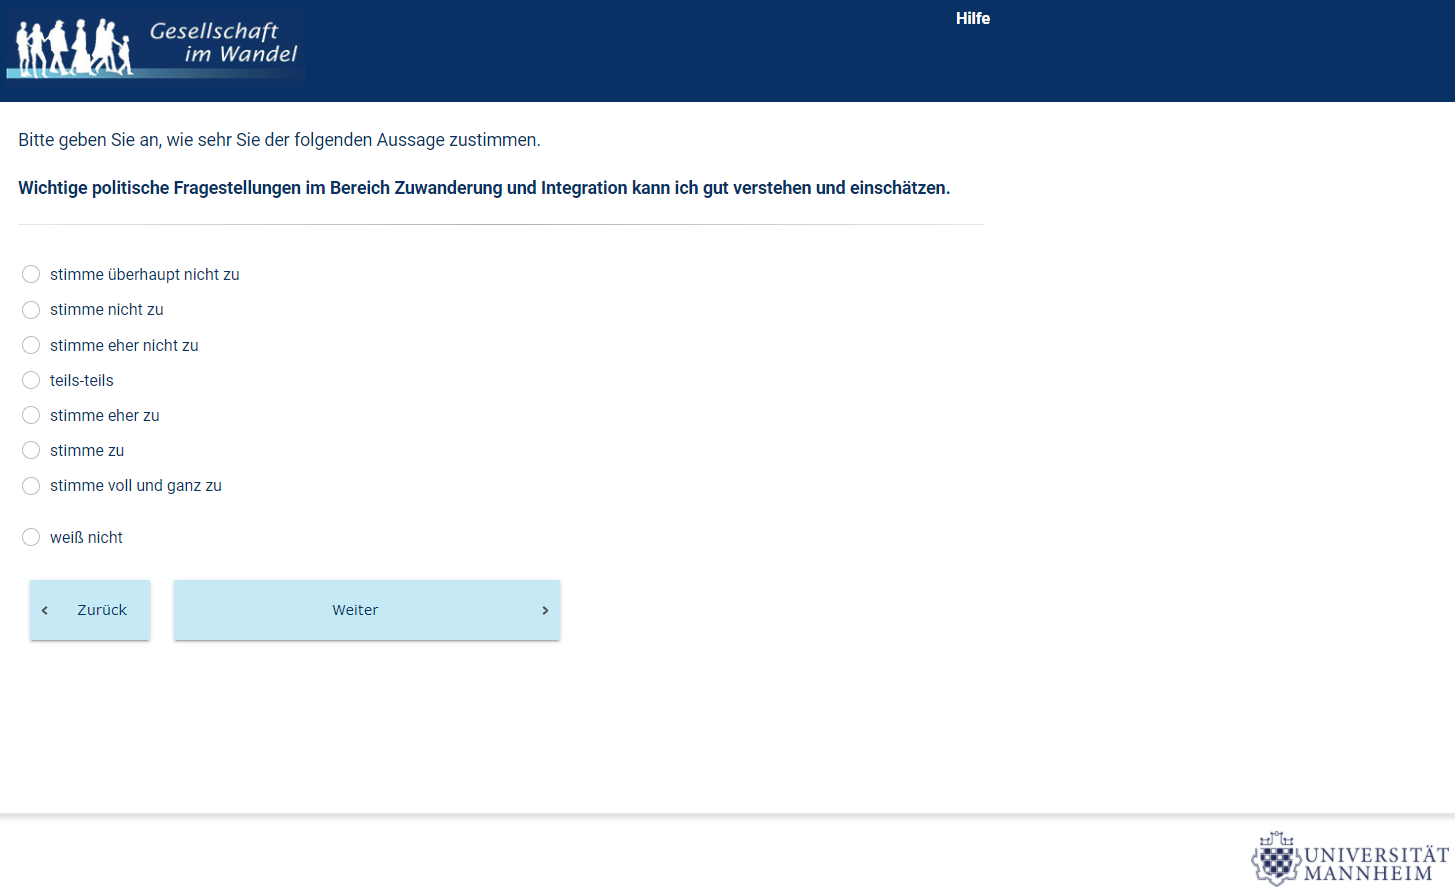 Gesellschaft
im Wandel
Hilfe
Bitte geben Sie an, wie sehr Sie der folgenden Aussage zustimmen.
Wichtige politische Fragestellungen im Bereich Zuwanderung und Integration kann ich gut verstehen und einschätzen.
stimme überhaupt nicht zu
stimme nicht zu
stimme eher nicht zu
teils-teils
stimme eher zu
stimme zu
stimme voll und ganz zu
weiß nicht
‹ Zurück
Weiter ›
UNIVERSITÄT
MANNHEIM